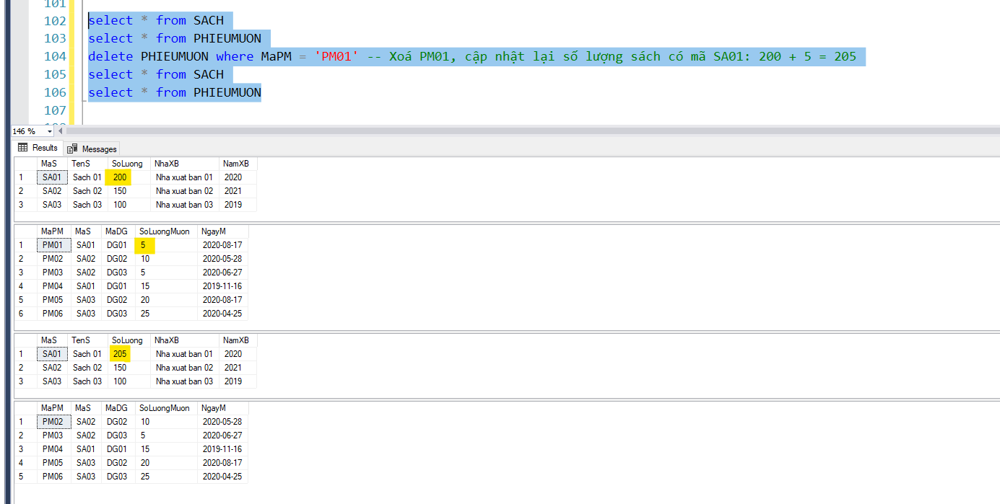 101
102 select * from SACH
103 select * from PHIEUMUON
104 delete PHIEUMUON where MaPM = 'PM01' -- Xoá PM01, cập nhật lại số lượng sách có mã SA01: 200 + 5 = 205
105 select * from SACH
106 select * from PHIEUMUON
107
146 %
Results Messages
MaS TenS SoLuong NhaXB NamXB
1 SA01 Sach 01 200 Nha xuat ban 01 2020
2 SA02 Sach 02 150 Nha xuat ban 02 2021
3 SA03 Sach 03 100 Nha xuat ban 03 2019
MaPM MaS MaDG SoLuongMuon NgayM
1 PM01 SA01 DG01 5 2020-08-17
2 PM02 SA02 DG02 10 2020-05-28
3 PM03 SA02 DG03 5 2020-06-27
4 PM04 SA01 DG01 15 2019-11-16
5 PM05 SA03 DG02 20 2020-08-17
6 PM06 SA03 DG03 25 2020-04-25
MaS TenS SoLuong NhaXB NamXB
1 SA01 Sach 01 205 Nha xuat ban 01 2020
2 SA02 Sach 02 150 Nha xuat ban 02 2021
3 SA03 Sach 03 100 Nha xuat ban 03 2019
MaPM MaS MaDG SoLuongMuon NgayM
1 PM02 SA02 DG02 10 2020-05-28
2 PM03 SA02 DG03 5 2020-06-27
3 PM04 SA01 DG01 15 2019-11-16
4 PM05 SA03 DG02 20 2020-08-17
5 PM06 SA03 DG03 25 2020-04-25